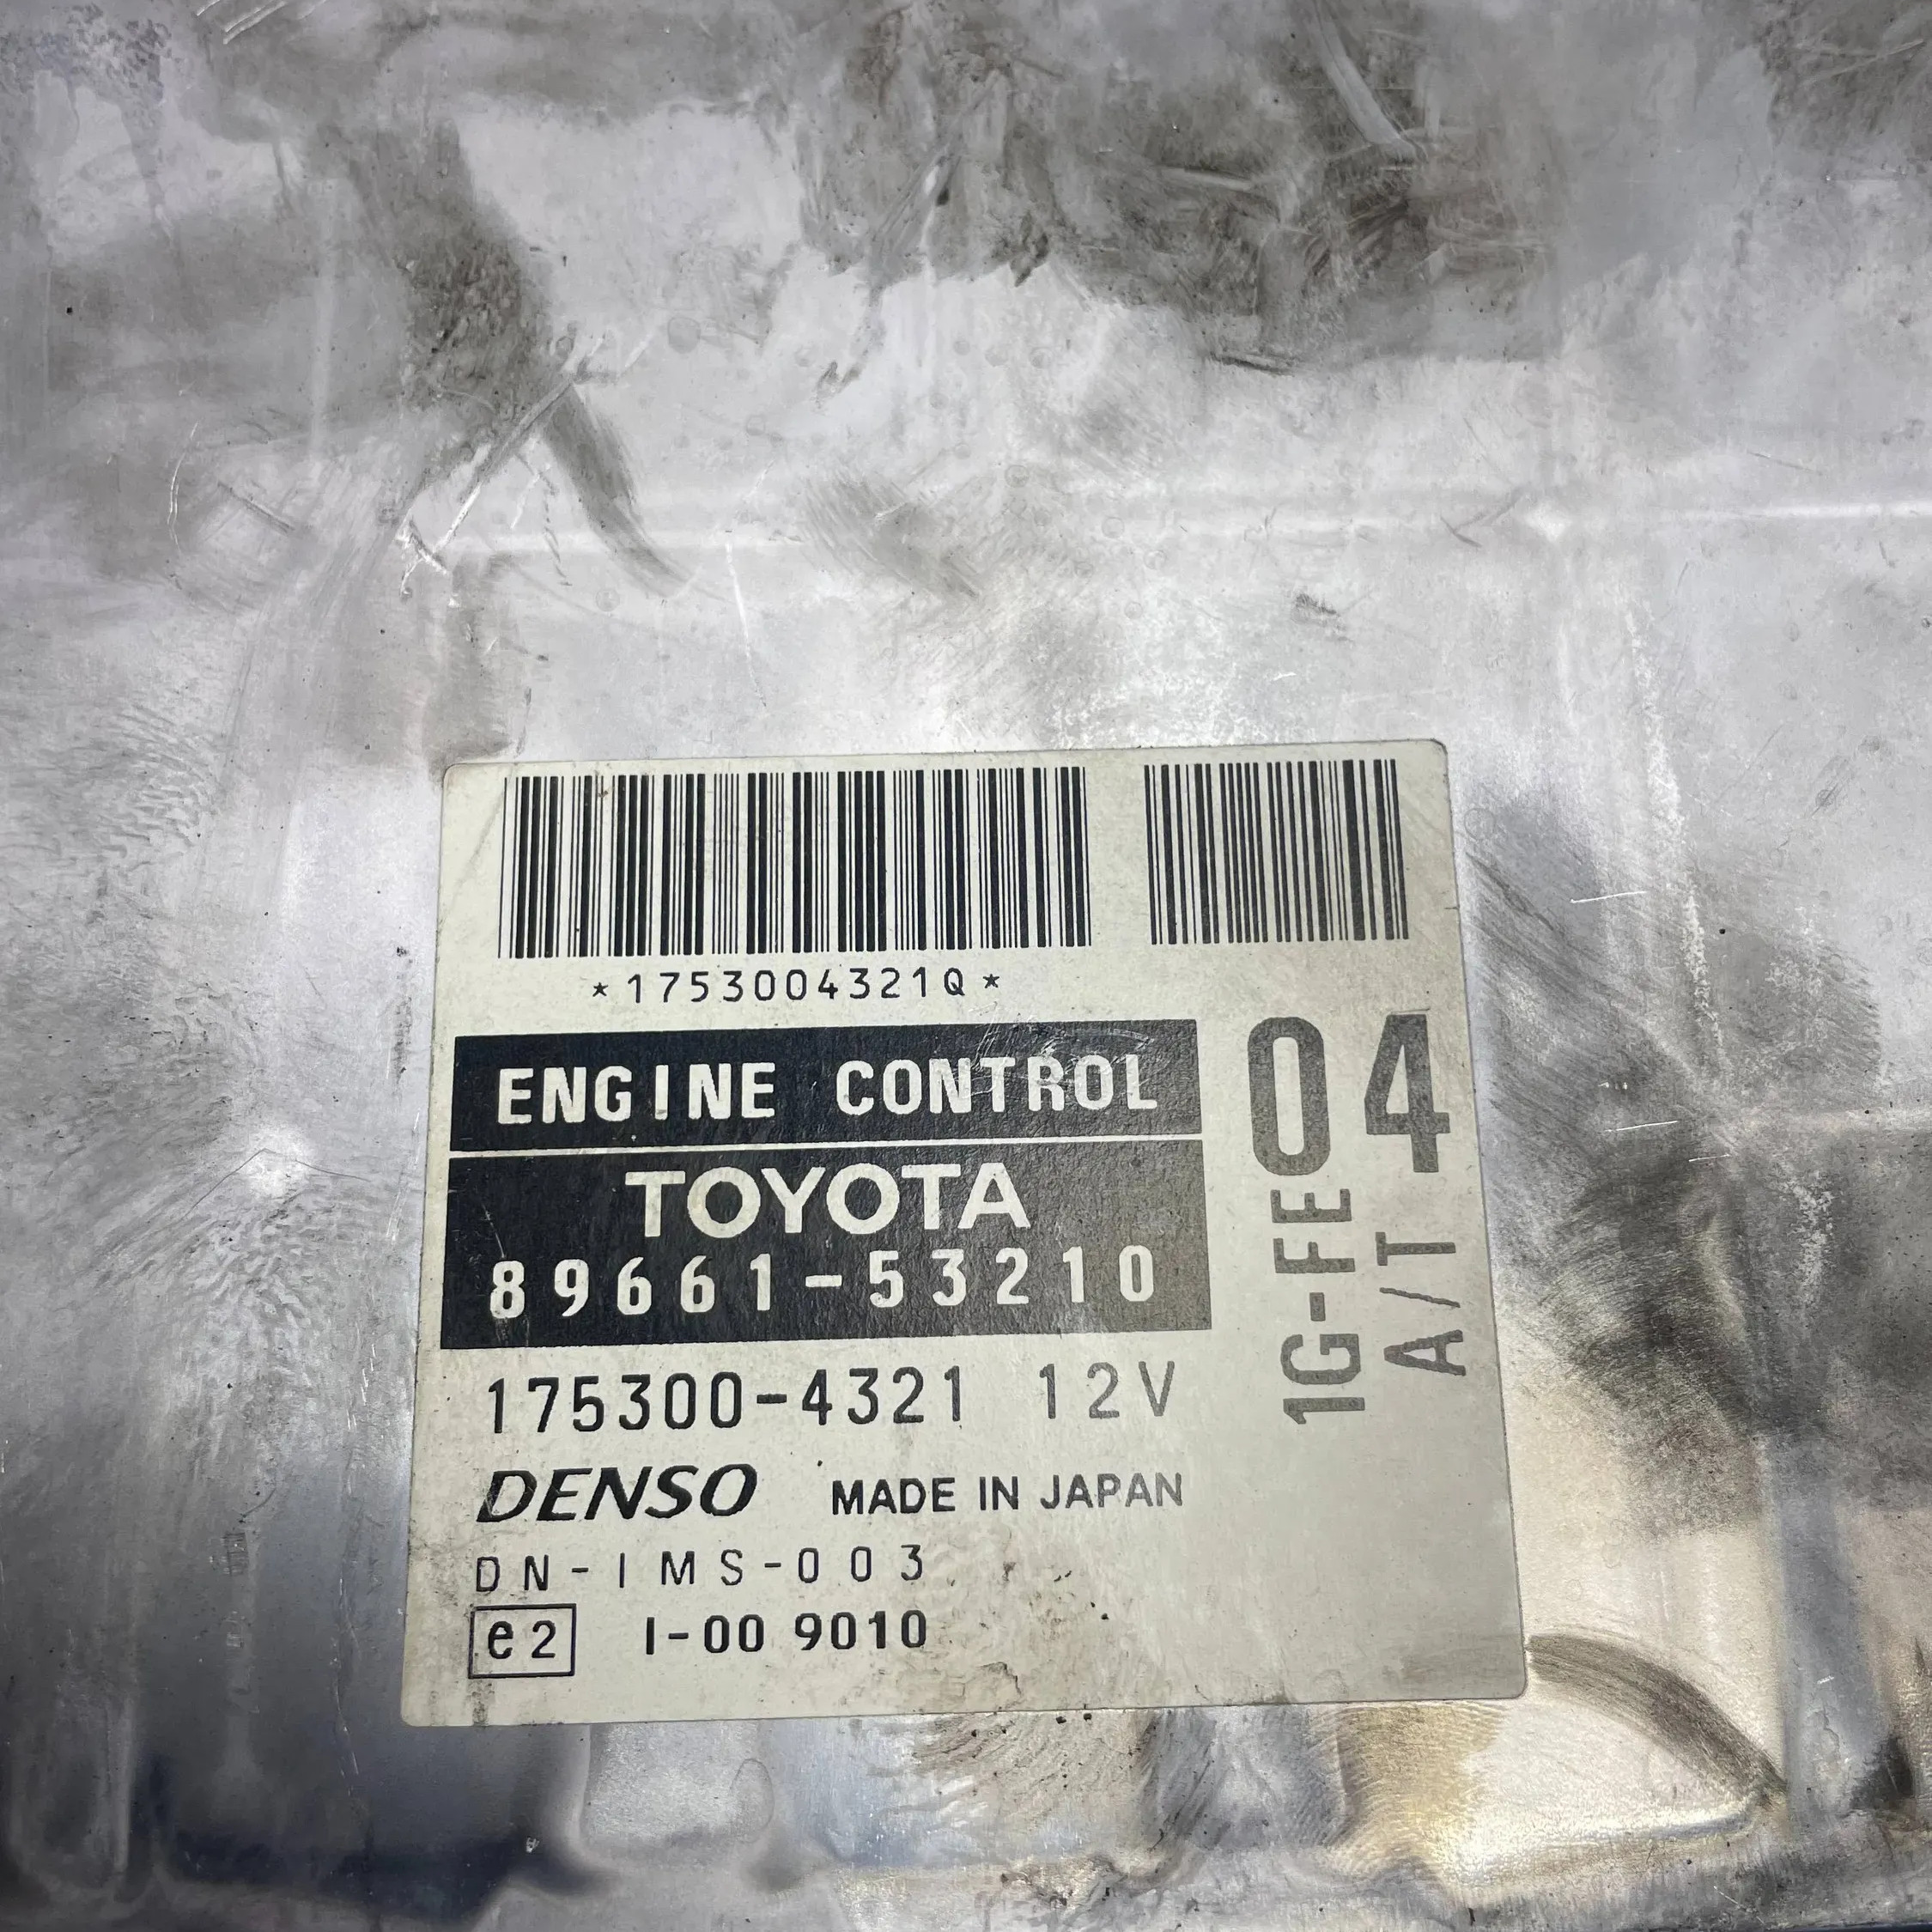 *1753004321Q*
ENGINE CONTROL
TOYOTA
89661-53210
175300-4321 12V
DENSO MADE IN JAPAN
DN-IMS-003
e2 I-00 9010
04
1G-FE
A/T